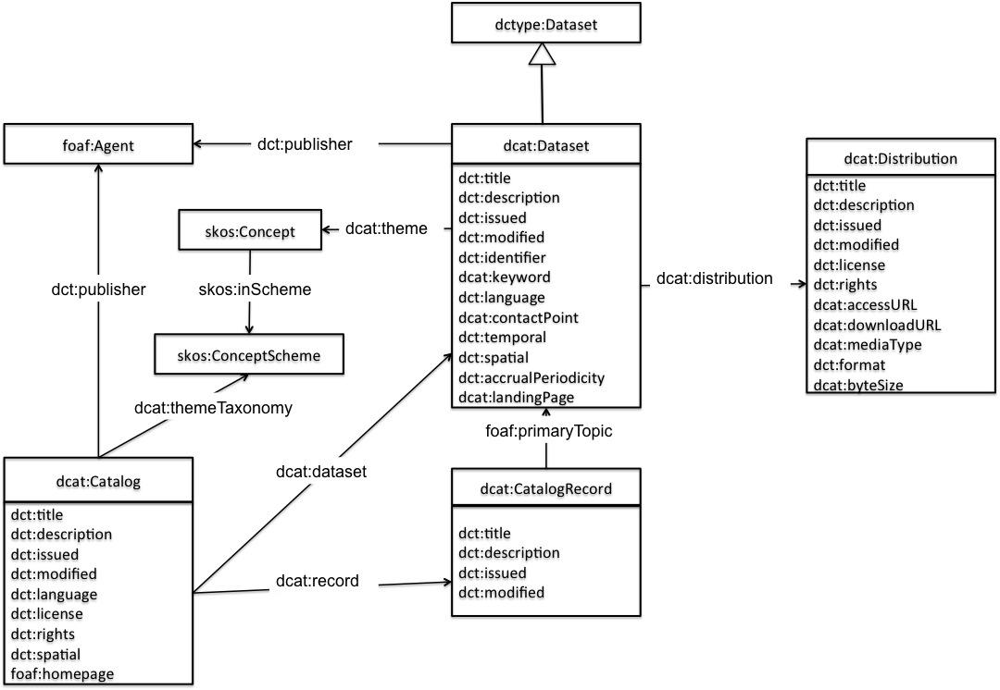 dctype:Dataset
foaf:Agent
dct:publisher
dcat:Dataset
dct:title
dct:description
dct:issued
dct:modified
dct:identifier
dcat:keyword
dct:language
dcat:contactPoint
dct:temporal
dct:spatial
dct:accrualPeriodicity
dcat:landingPage
dcat:Distribution
dct:title
dct:description
dct:issued
dct:modified
dct:license
dct:rights
dcat:accessURL
dcat:downloadURL
dcat:mediaType
dct:format
dcat:byteSize
skos:Concept
dcat:theme
dcat:distribution
dct:publisher
skos:inScheme
skos:ConceptScheme
dcat:themeTaxonomy
foaf:primaryTopic
dcat:dataset
dcat:Catalog
dct:title
dct:description
dct:issued
dct:modified
dct:language
dct:license
dct:rights
dct:spatial
foaf:homepage
dcat:record
dcat:CatalogRecord
dct:title
dct:description
dct:issued
dct:modified